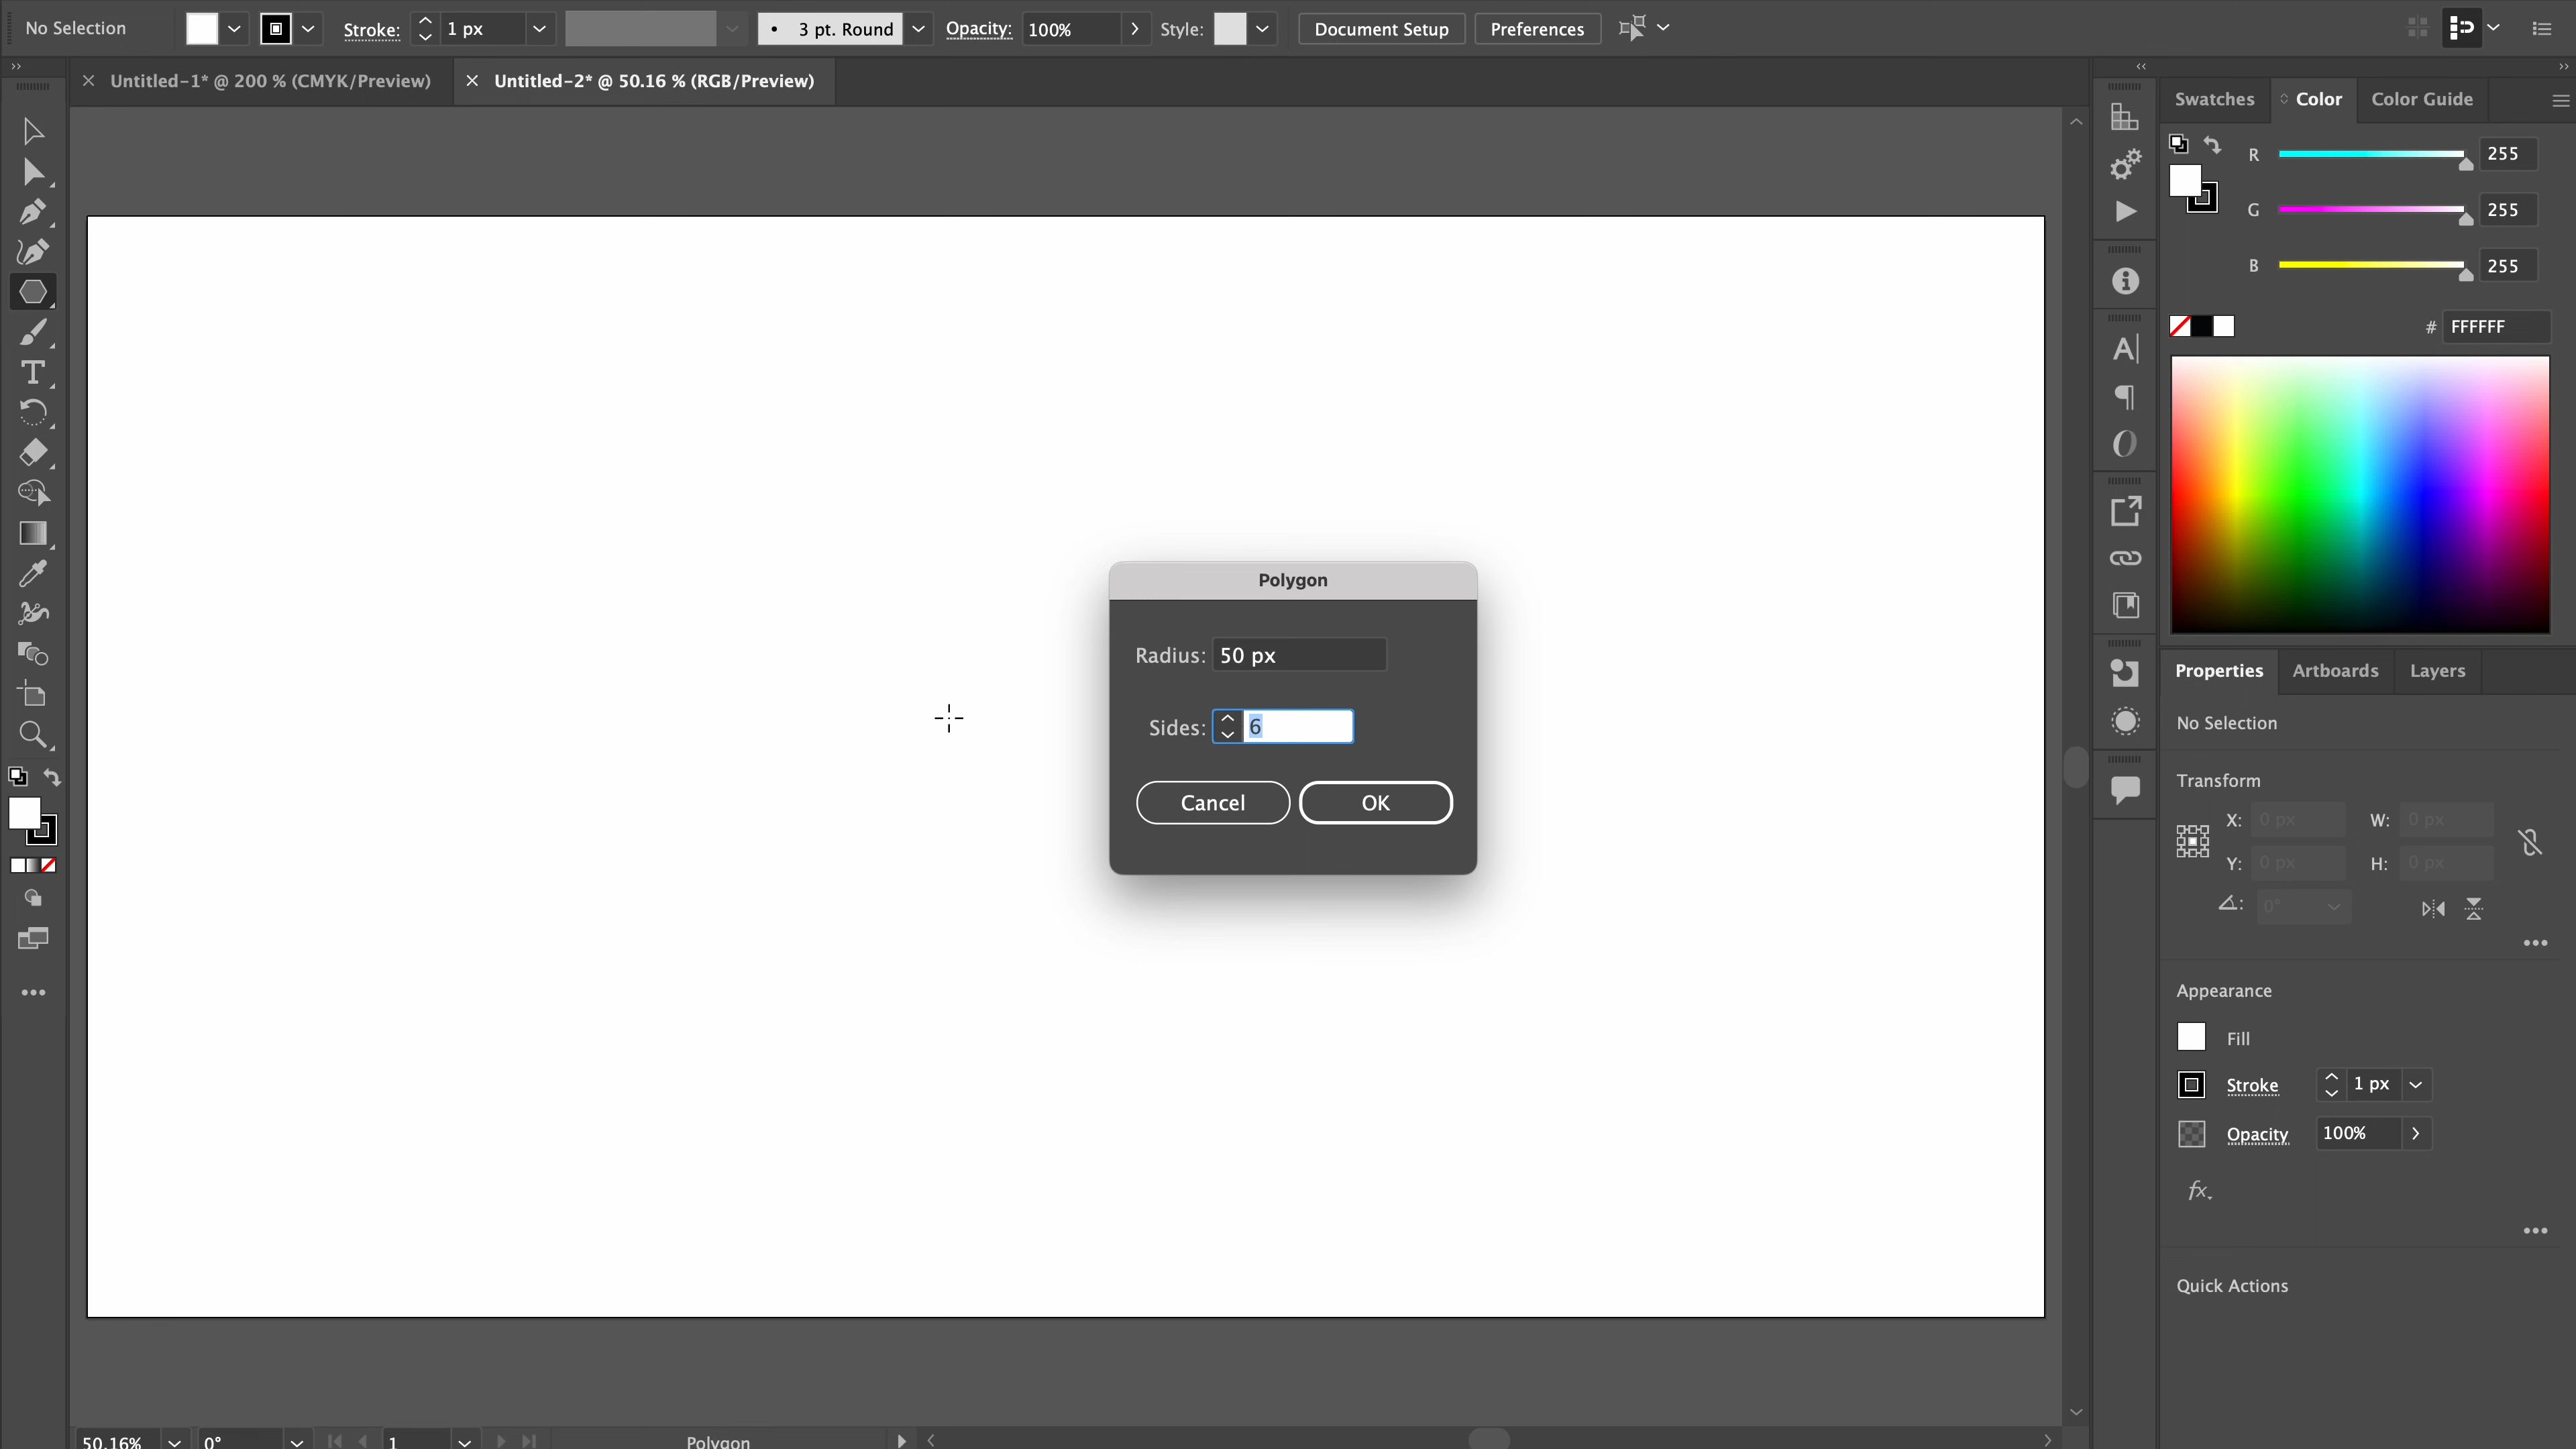 No Selection
Stroke: 1 px
3 pt. Round
Opacity: 100%
Style:
Document Setup
Preferences
Untitled-1* @ 200 % (CMYK/Preview)
Untitled-2* @ 50.16 % (RGB/Preview)
Swatches
Color
Color Guide
R 255
G 255
B 255
# FFFFFF
Polygon
Radius: 50 px
Sides: 6
Cancel
OK
Properties
Artboards
Layers
No Selection
Transform
X: 0 px W: 0 px
Y: 0 px H: 0 px
0°
Appearance
Fill
Stroke 1 px
Opacity 100%
fx.
Quick Actions
50.16%
0°
1
Polygon